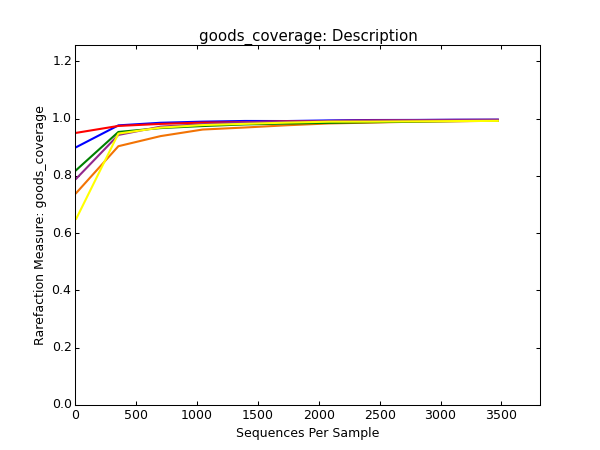 goods_coverage: Description
Rarefaction Measure: goods_coverage
1.2
1.0
0.8
0.6
0.4
0.2
0.0
0 500 1000 1500 2000 2500 3000 3500
Sequences Per Sample